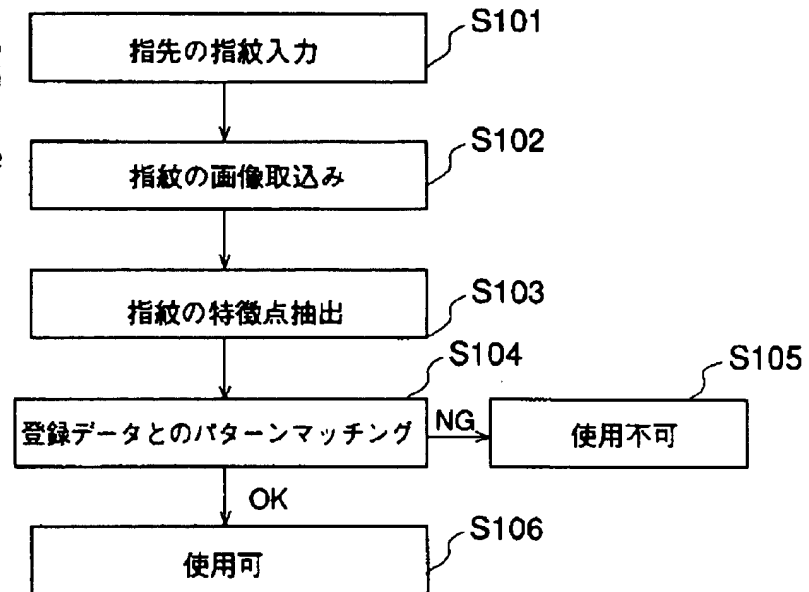 S101
指先の指紋入力
S102
指紋の画像取込み
S103
指紋の特徴点抽出
S104
S105
登録データとのパターンマッチング
NG
使用不可
OK
S106
使用可